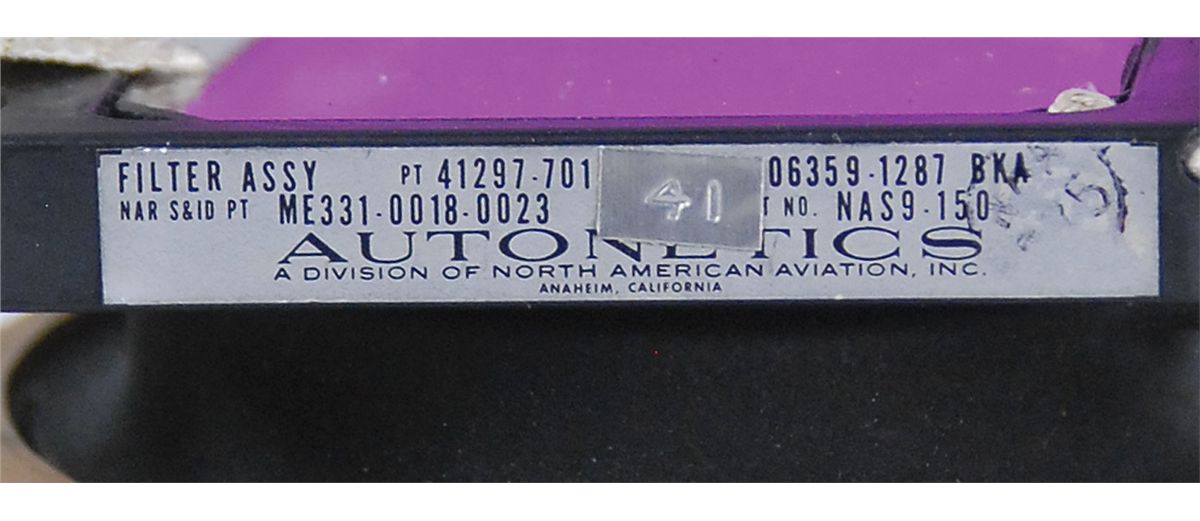 FILTER ASSY PT 41297-701 41 06359-1287 BKA
NAR S&ID PT ME331-0018-0023 NO. NAS9-150
AUTONETICS
A DIVISION OF NORTH AMERICAN AVIATION, INC.
ANAHEIM, CALIFORNIA